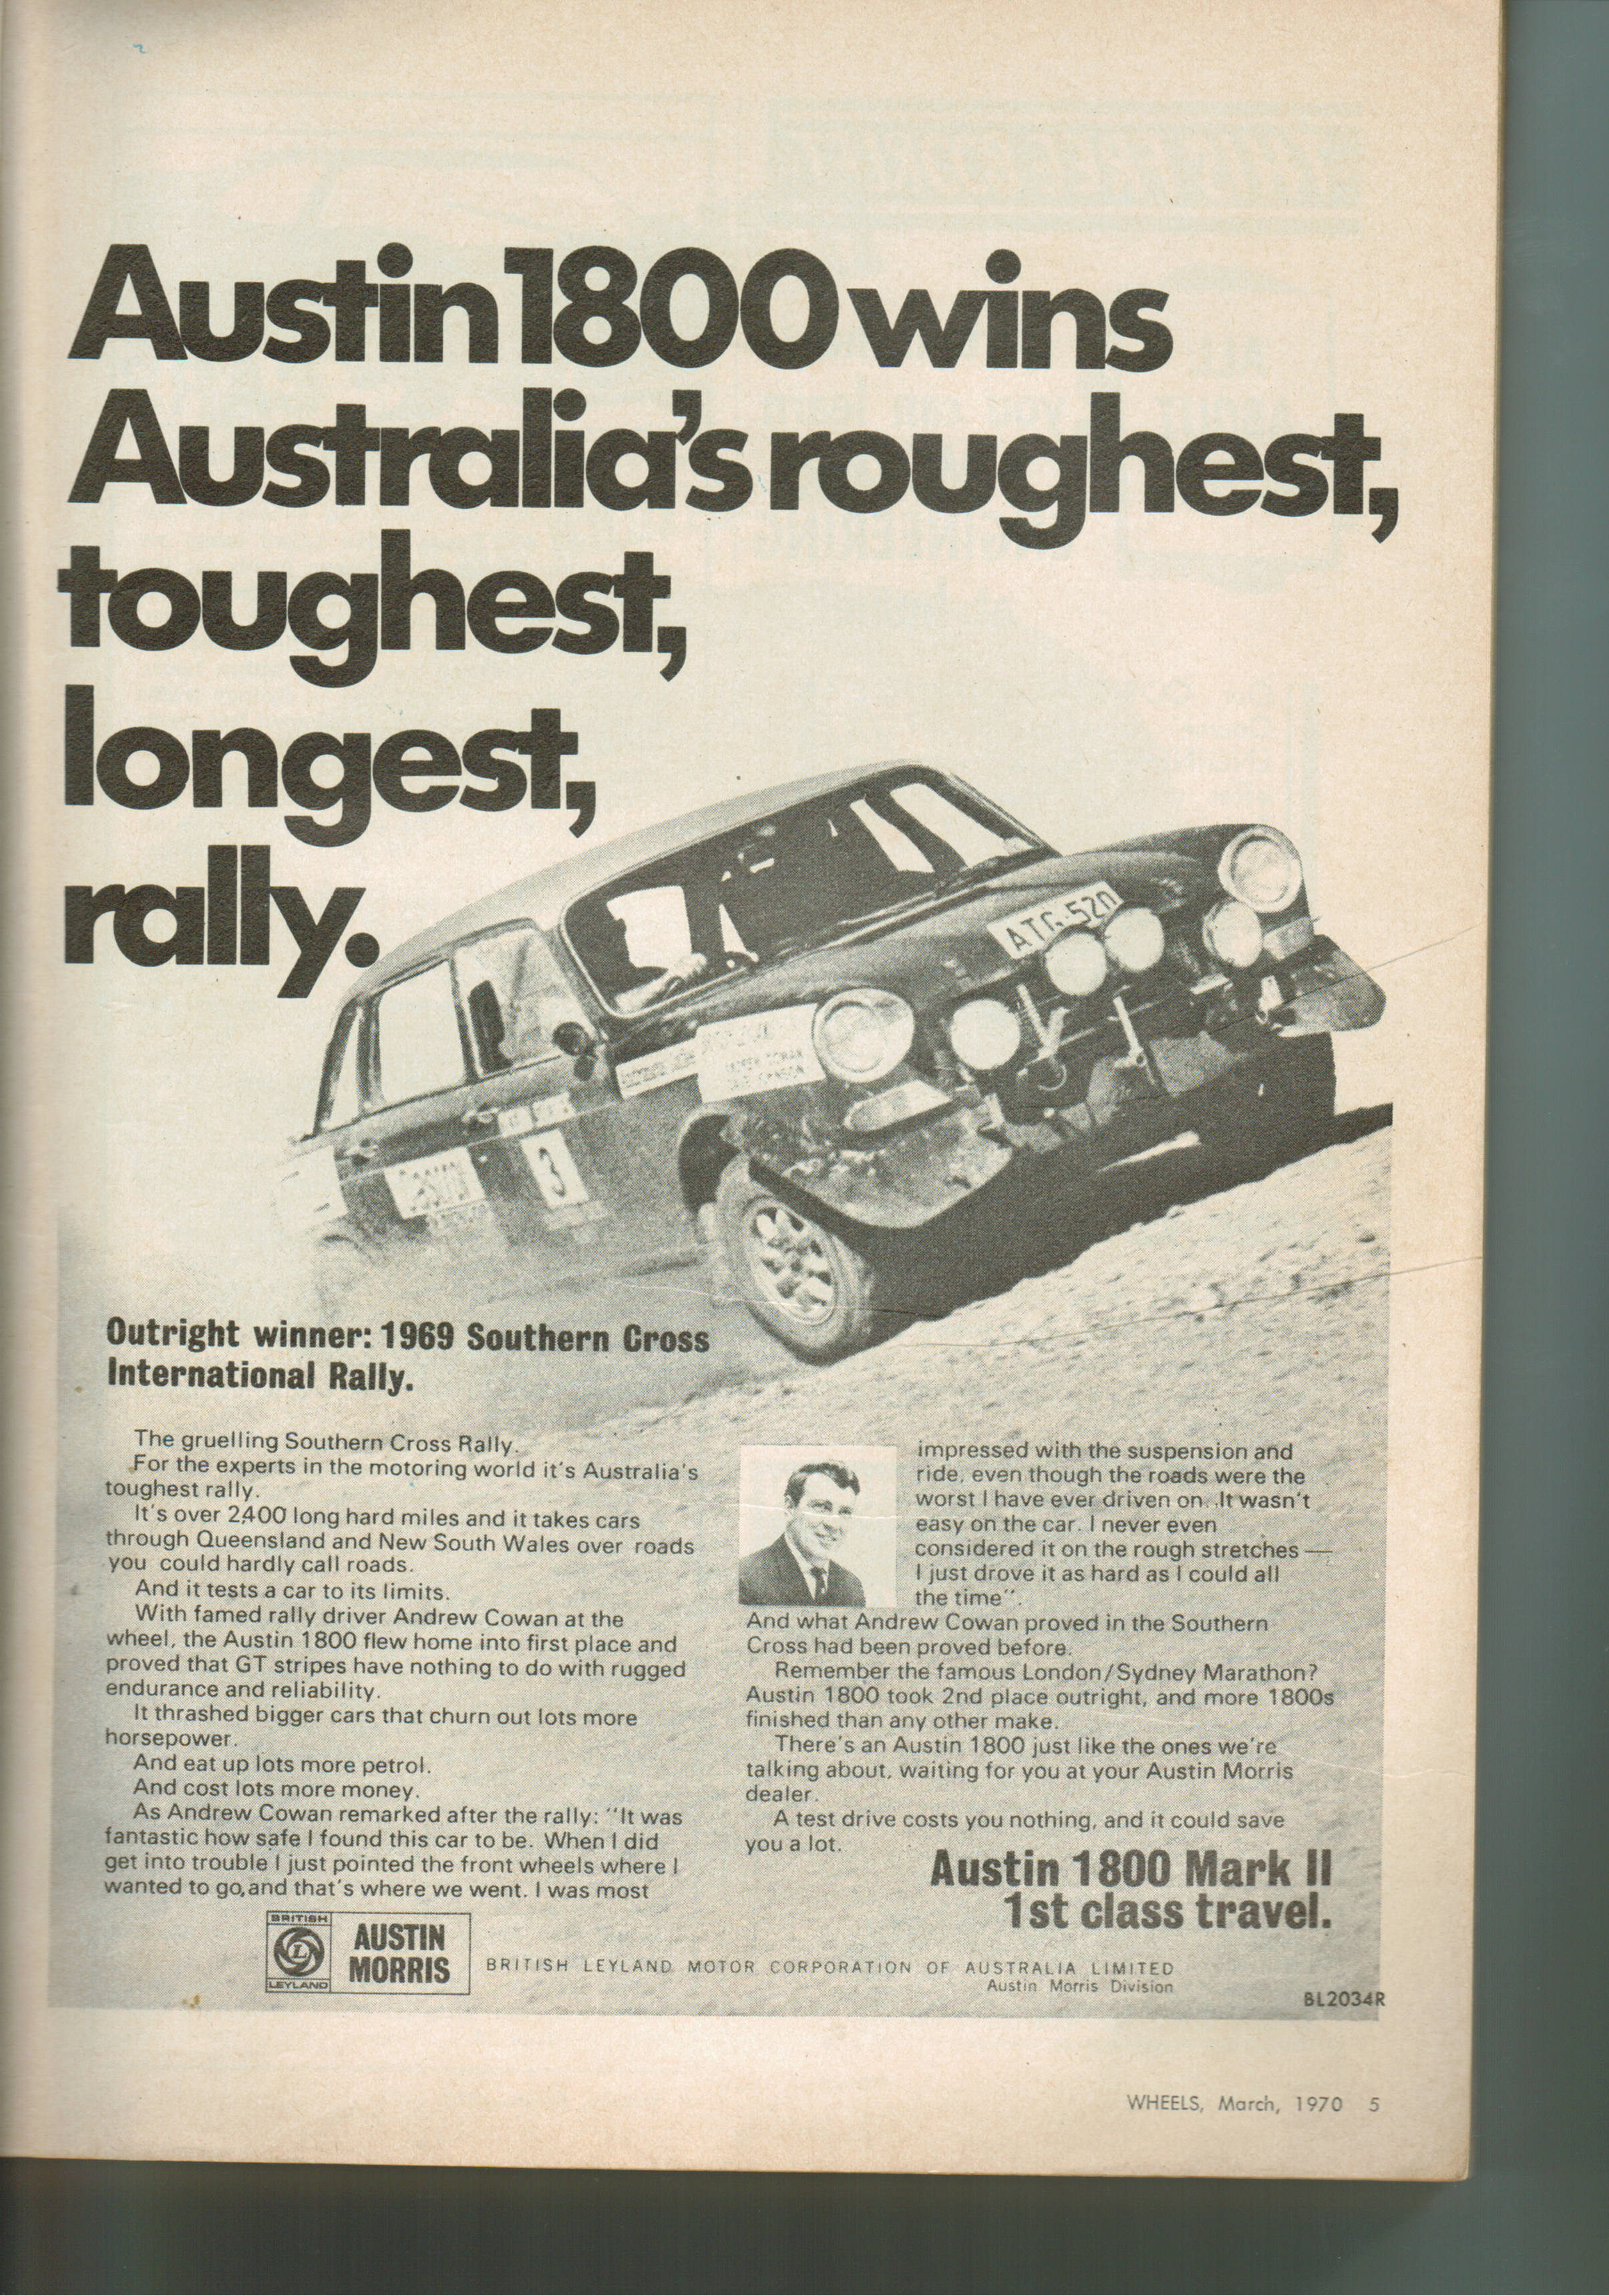 Austin 1800 wins
Australia's roughest,
toughest,
longest,
rally.
ATG·520
3
Outright winner: 1969 Southern Cross
International Rally.
The gruelling Southern Cross Rally.
For the experts in the motoring world it's Australia's
toughest rally.
It's over 2,400 long hard miles and it takes cars
through Queensland and New South Wales over roads
you could hardly call roads.
And it tests a car to its limits.
With famed rally driver Andrew Cowan at the
wheel, the Austin 1800 flew home into first place and
proved that GT stripes have nothing to do with rugged
endurance and reliability.
It thrashed bigger cars that churn out lots more
horsepower.
And eat up lots more petrol.
And cost lots more money.
As Andrew Cowan remarked after the rally: "It was
fantastic how safe I found this car to be. When I did
get into trouble I just pointed the front wheels where I
wanted to go, and that's where we went. I was most
impressed with the suspension and
ride, even though the roads were the
worst I have ever driven on. It wasn't
easy on the car. I never even
considered it on the rough stretches —
I just drove it as hard as I could all
the time".
And what Andrew Cowan proved in the Southern
Cross had been proved before.
Remember the famous London/Sydney Marathon?
Austin 1800 took 2nd place outright, and more 1800s
finished than any other make.
There's an Austin 1800 just like the ones we're
talking about, waiting for you at your Austin Morris
dealer.
A test drive costs you nothing, and it could save
you a lot.
Austin 1800 Mark II
1st class travel.
BRITISH
L
LEYLAND
AUSTIN
MORRIS
BRITISH LEYLAND MOTOR CORPORATION OF AUSTRALIA LIMITED
Austin Morris Division
BL2034R
WHEELS, March, 1970 5